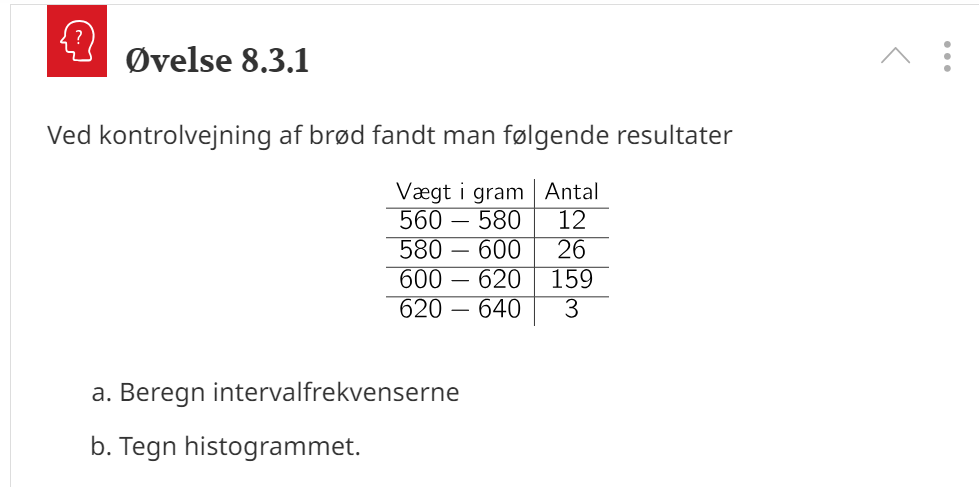 ?
Øvelse 8.3.1
Ved kontrolvejning af brød fandt man følgende resultater
Vægt i gram Antal
560 – 580 12
580 – 600 26
600 – 620 159
620 – 640 3
a. Beregn intervalfrekvenserne
b. Tegn histogrammet.